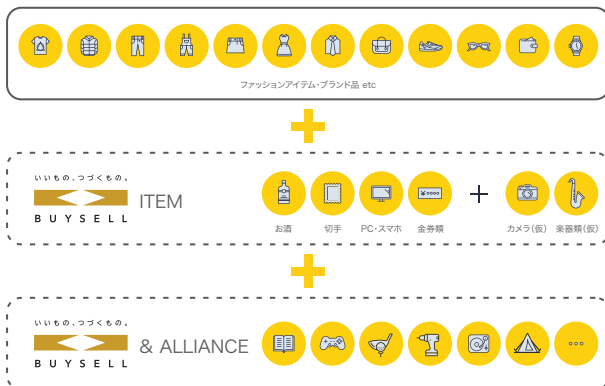 ファッションアイテム・ブランド品 etc
いいもの、つづくもの。
BUYSELL
ITEM
お酒
切手
PC・スマホ
金券類
カメラ(仮)
楽器類(仮)
いいもの、つづくもの。
BUYSELL
& ALLIANCE